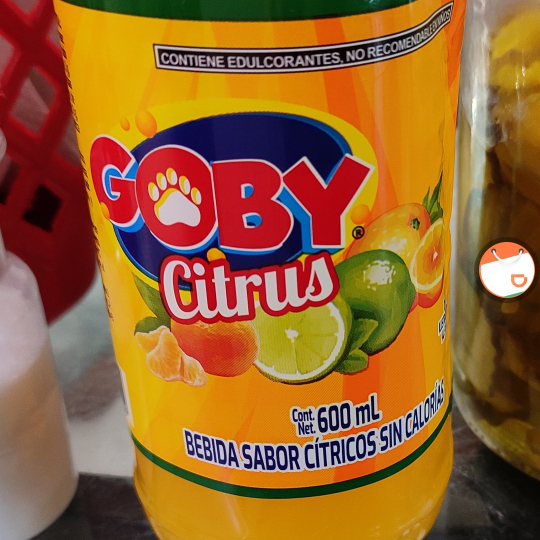 CONTIENE EDULCORANTES, NO RECOMENDABLE EN NIÑOS
GOBY®
Citrus
Cont.
Net. 600 mL
BEBIDA SABOR CÍTRICOS SIN CALORÍAS